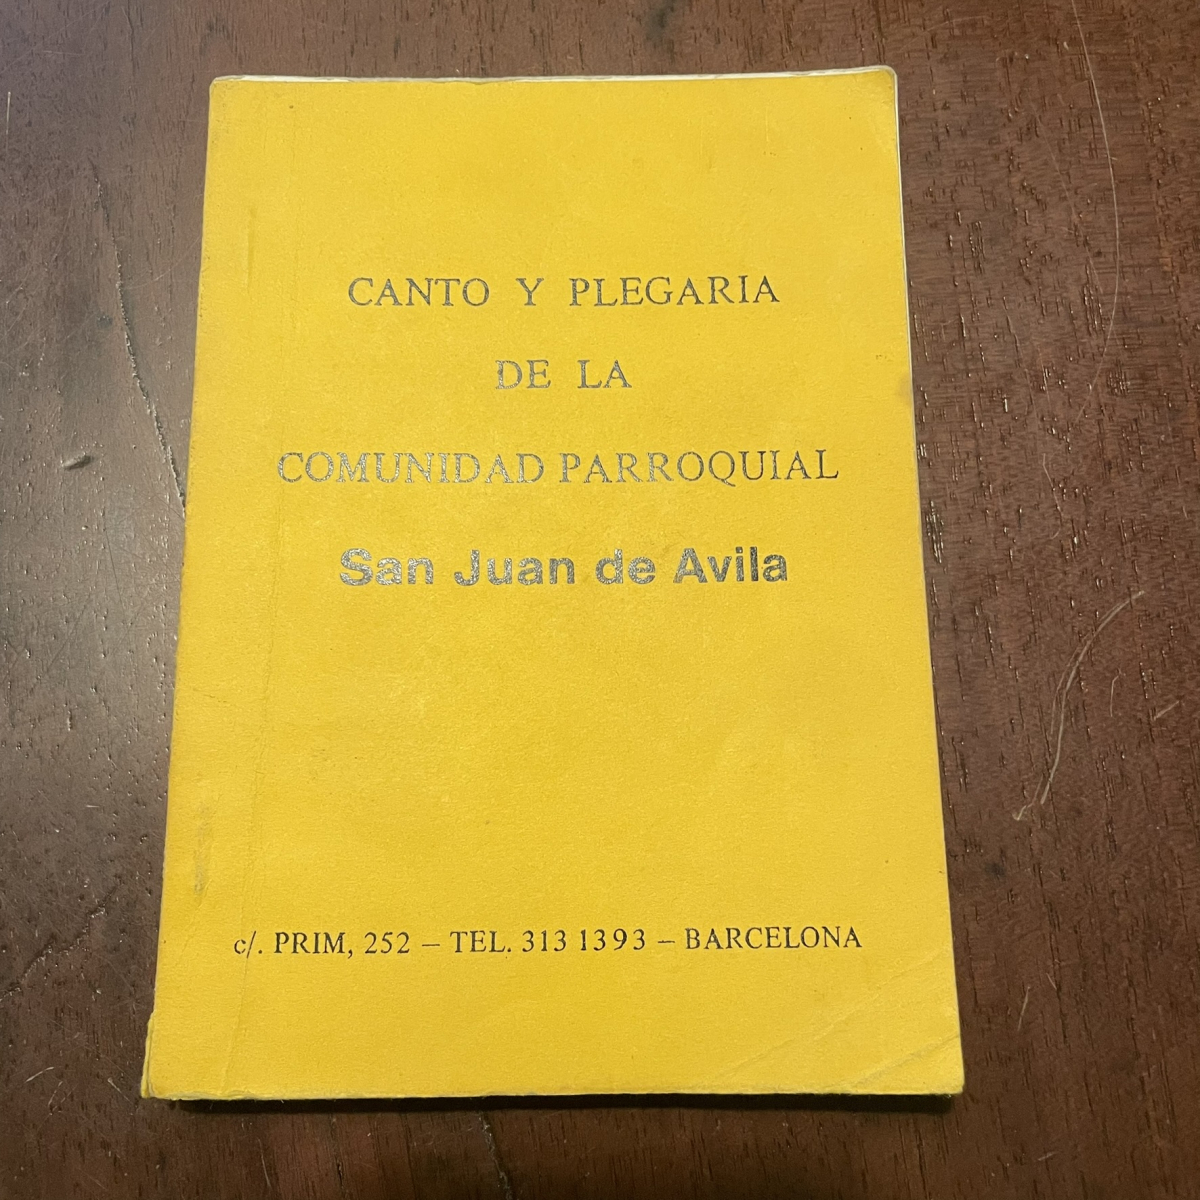 CANTO Y PLEGARIA
DE LA
COMUNIDAD PARROQUIAL
San Juan de Avila
c/. PRIM, 252 – TEL. 313 1393 – BARCELONA